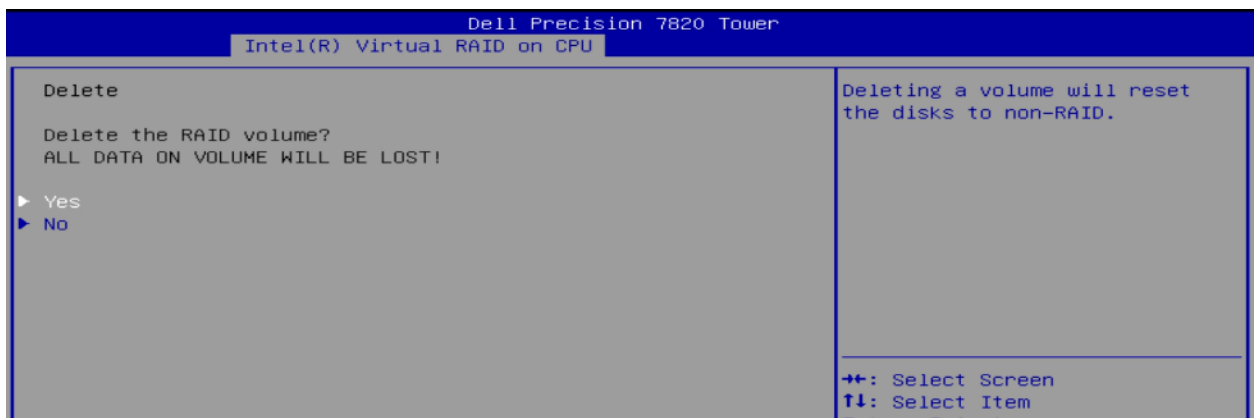 Dell Precision 7820 Tower
Intel(R) Virtual RAID on CPU
Delete
Delete the RAID volume?
ALL DATA ON VOLUME WILL BE LOST!
Yes
No
Deleting a volume will reset
the disks to non-RAID.
→←: Select Screen
↑↓: Select Item